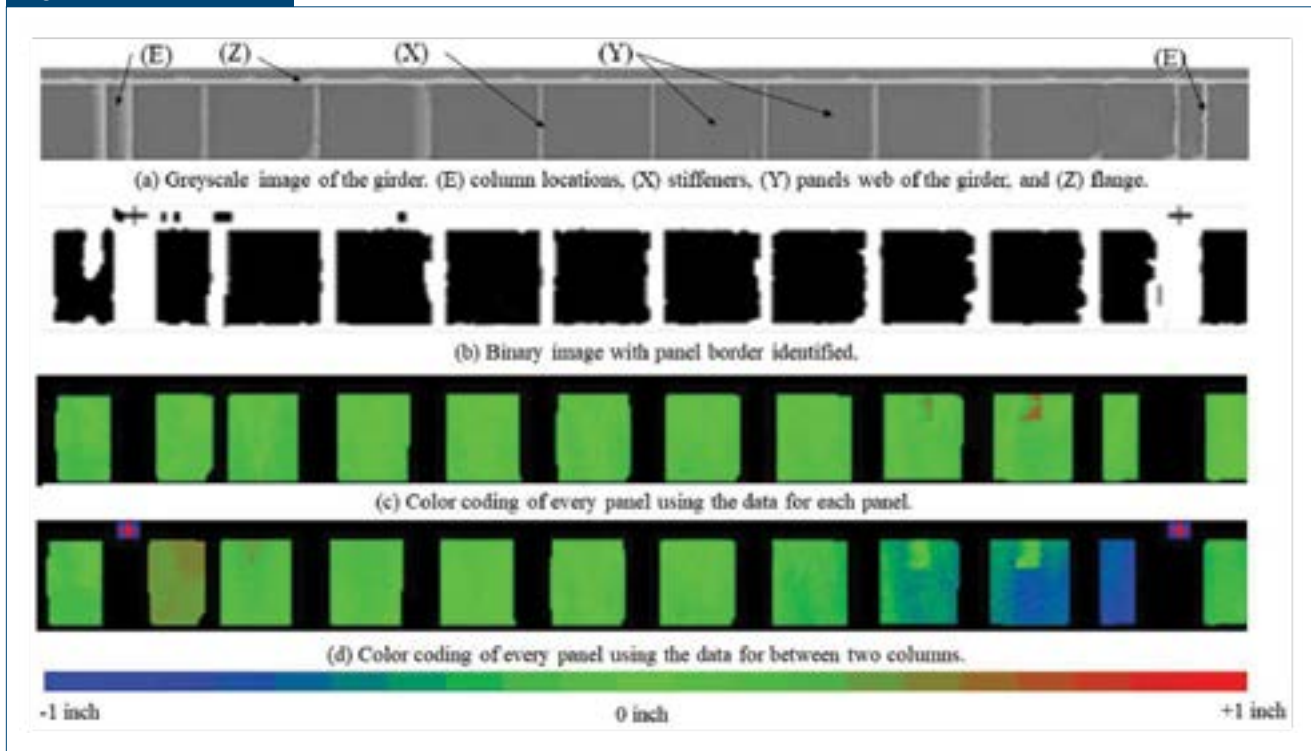 (E) (Z) (X) (Y) (E)
(a) Greyscale image of the girder. (E) column locations, (X) stiffeners, (Y) panels web of the girder, and (Z) flange.
(b) Binary image with panel border identified.
(c) Color coding of every panel using the data for each panel.
(d) Color coding of every panel using the data for between two columns.
-1 inch 0 inch +1 inch